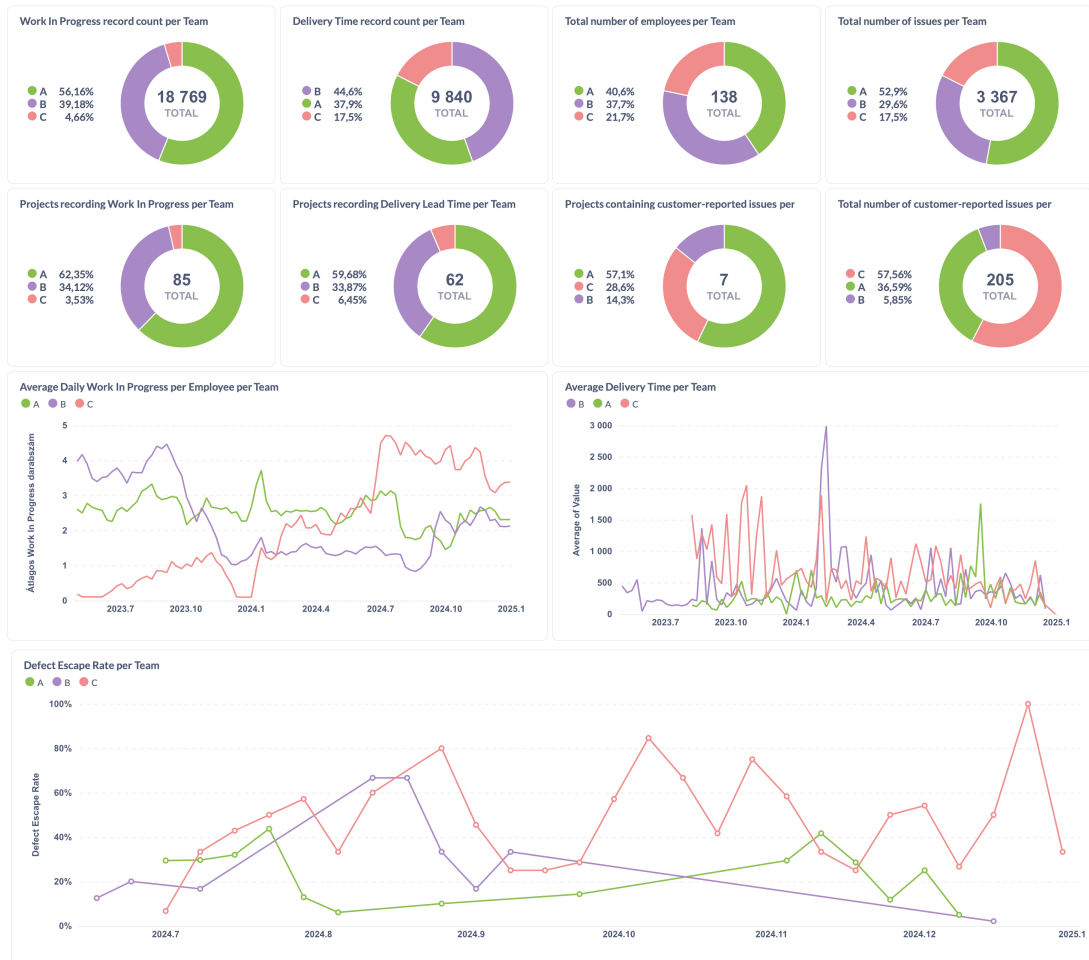 Work In Progress record count per Team
A 56,16%
B 39,18%
C 4,66%
18 769
TOTAL
Delivery Time record count per Team
B 44,6%
A 37,9%
C 17,5%
9 840
TOTAL
Total number of employees per Team
A 40,6%
B 37,7%
C 21,7%
138
TOTAL
Total number of issues per Team
A 52,9%
B 29,6%
C 17,5%
3 367
TOTAL
Projects recording Work In Progress per Team
A 62,35%
B 34,12%
C 3,53%
85
TOTAL
Projects recording Delivery Lead Time per Team
A 59,68%
B 33,87%
C 6,45%
62
TOTAL
Projects containing customer-reported issues per
A 57,1%
C 28,6%
B 14,3%
7
TOTAL
Total number of customer-reported issues per
C 57,56%
A 36,59%
B 5,85%
205
TOTAL
Average Daily Work In Progress per Employee per Team
A B C
Átlagos Work In Progress darabszám
5
4
3
2
1
0
2023.7 2023.10 2024.1 2024.4 2024.7 2024.10 2025.1
Average Delivery Time per Team
B A C
Average of Value
3 000
2 500
2 000
1 500
1 000
500
0
2023.7 2023.10 2024.1 2024.4 2024.7 2024.10 2025.1
Defect Escape Rate per Team
A B C
Defect Escape Rate
100%
80%
60%
40%
20%
0%
2024.7 2024.8 2024.9 2024.10 2024.11 2024.12 2025.1